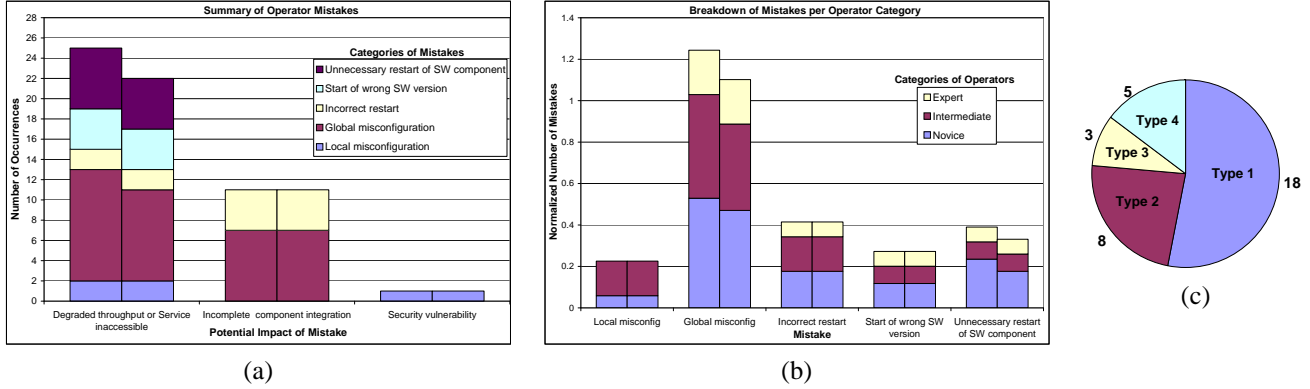 Summary of Operator Mistakes
Number of Occurrences
28
26
24
22
20
18
16
14
12
10
8
6
4
2
0
Categories of Mistakes
Unnecessary restart of SW component
Start of wrong SW version
Incorrect restart
Global misconfiguration
Local misconfiguration
Degraded throughput or Service
inaccessible
Incomplete component integration
Security vulnerability
Potential Impact of Mistake
(a)
Breakdown of Mistakes per Operator Category
Normalized Number of Mistakes
1.4
1.2
1
0.8
0.6
0.4
0.2
0
Categories of Operators
Expert
Intermediate
Novice
Local misconfig
Global misconfig
Incorrect restart
Start of wrong SW
version
Unnecessary restart
of SW component
Mistake
(b)
5
Type 4
3
Type 3
Type 1
18
Type 2
8
(c)